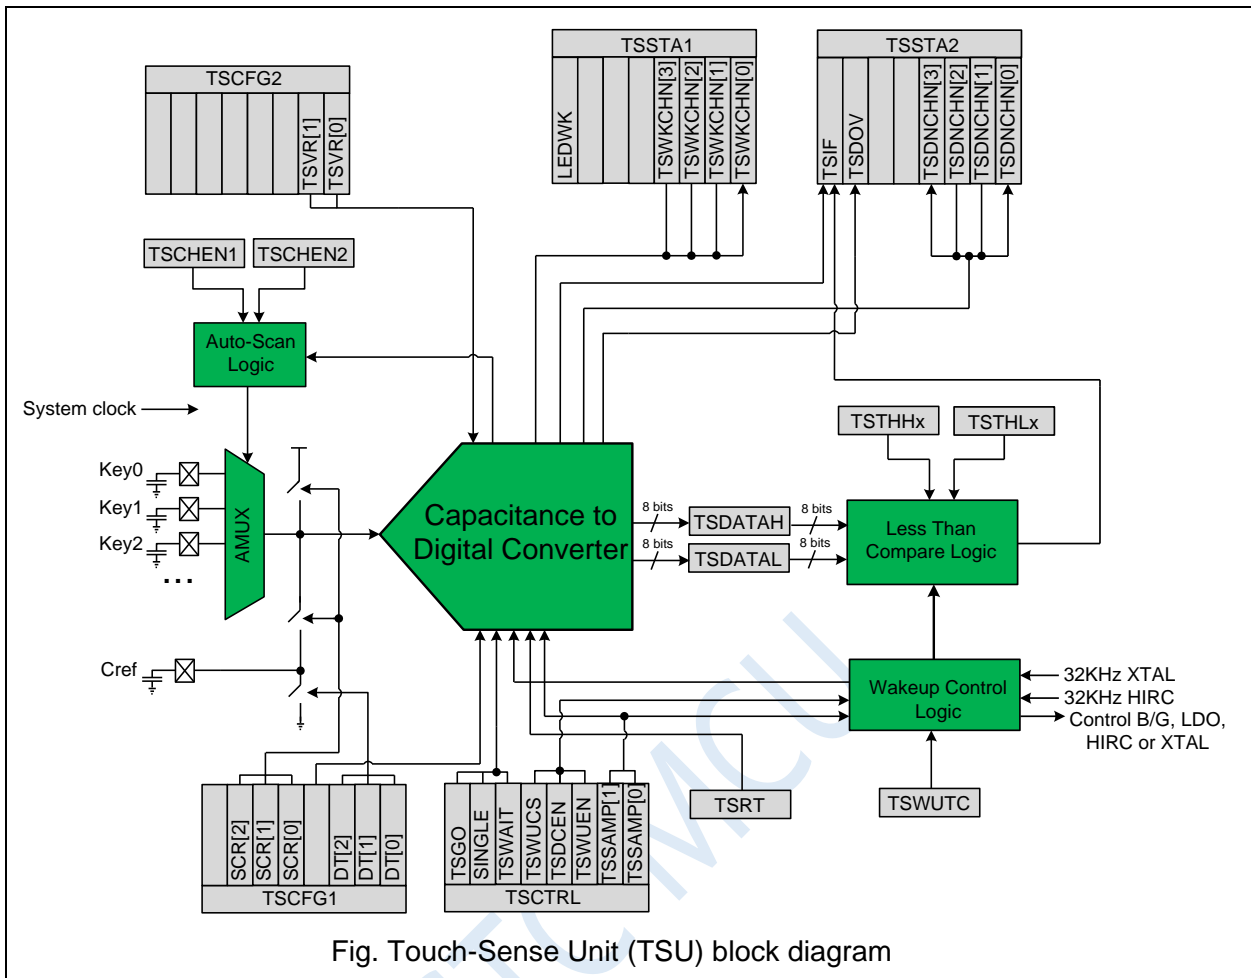 TSSTA1
LEDWK
TSWKCHN[3]
TSWKCHN[2]
TSWKCHN[1]
TSWKCHN[0]
TSSTA2
TSIF
TSDOV
TSDNCHN[3]
TSDNCHN[2]
TSDNCHN[1]
TSDNCHN[0]
TSCFG2
TSVR[1]
TSVR[0]
TSCHEN1
TSCHEN2
Auto-Scan
Logic
System clock
Key0
Key1
Key2
...
AMUX
Cref
Capacitance to
Digital Converter
8 bits
TSDATAH
8 bits
8 bits
TSDATAL
8 bits
TSTHHx
TSTHLx
Less Than
Compare Logic
Wakeup Control
Logic
32KHz XTAL
32KHz HIRC
Control B/G, LDO,
HIRC or XTAL
TSWUTC
TSRT
SCR[2]
SCR[1]
SCR[0]
DT[2]
DT[1]
DT[0]
TSCFG1
TSGO
SINGLE
TSWAIT
TSWUCS
TSDCEN
TSWUEN
TSSAMP[1]
TSSAMP[0]
TSCTRL
Fig. Touch-Sense Unit (TSU) block diagram
MCU